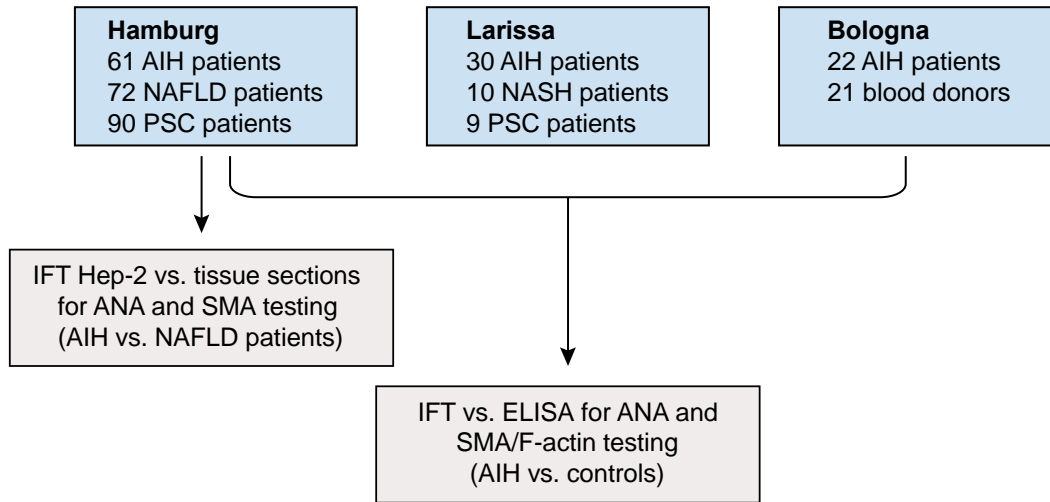 Hamburg
61 AIH patients
72 NAFLD patients
90 PSC patients
Larissa
30 AIH patients
10 NASH patients
9 PSC patients
Bologna
22 AIH patients
21 blood donors
IFT Hep-2 vs. tissue sections
for ANA and SMA testing
(AIH vs. NAFLD patients)
IFT vs. ELISA for ANA and
SMA/F-actin testing
(AIH vs. controls)